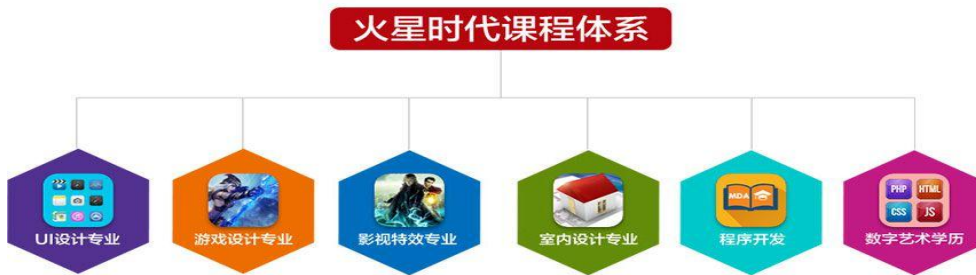 火星时代课程体系
UI设计专业
游戏设计专业
影视特效专业
室内设计专业
MDA
程序开发
PHP HTML
CSS JS
数字艺术学历